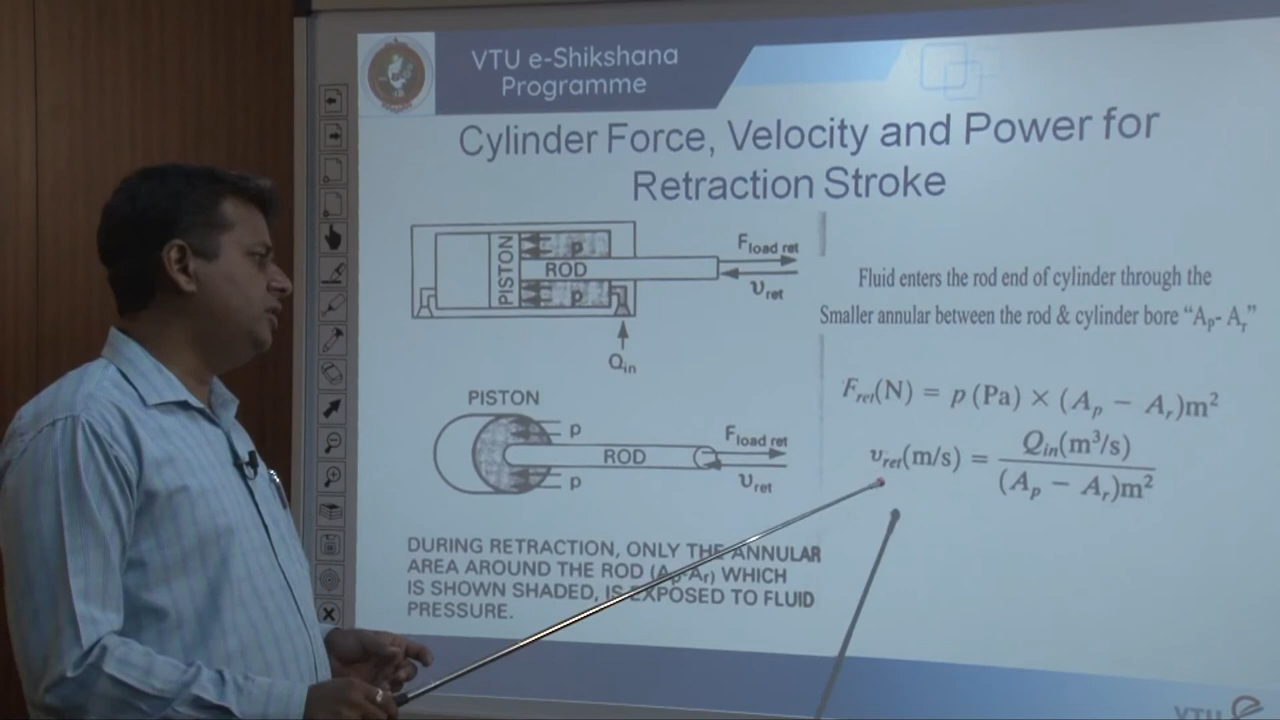 VTU e-Shikshana
Programme
Cylinder Force, Velocity and Power for
Retraction Stroke
PISTON
p
ROD
p
F_load ret
υ_ret
Q_in
Fluid enters the rod end of cylinder through the
Smaller annular between the rod & cylinder bore “A_p- A_r”
F_ret(N) = p (Pa) × (A_p − A_r)m²
υ_ret(m/s) = Q_in(m³/s) / (A_p − A_r)m²
PISTON
p
ROD
p
F_load ret
υ_ret
DURING RETRACTION, ONLY THE ANNULAR
AREA AROUND THE ROD (A_p-A_r) WHICH
IS SHOWN SHADED, IS EXPOSED TO FLUID
PRESSURE.
VTU